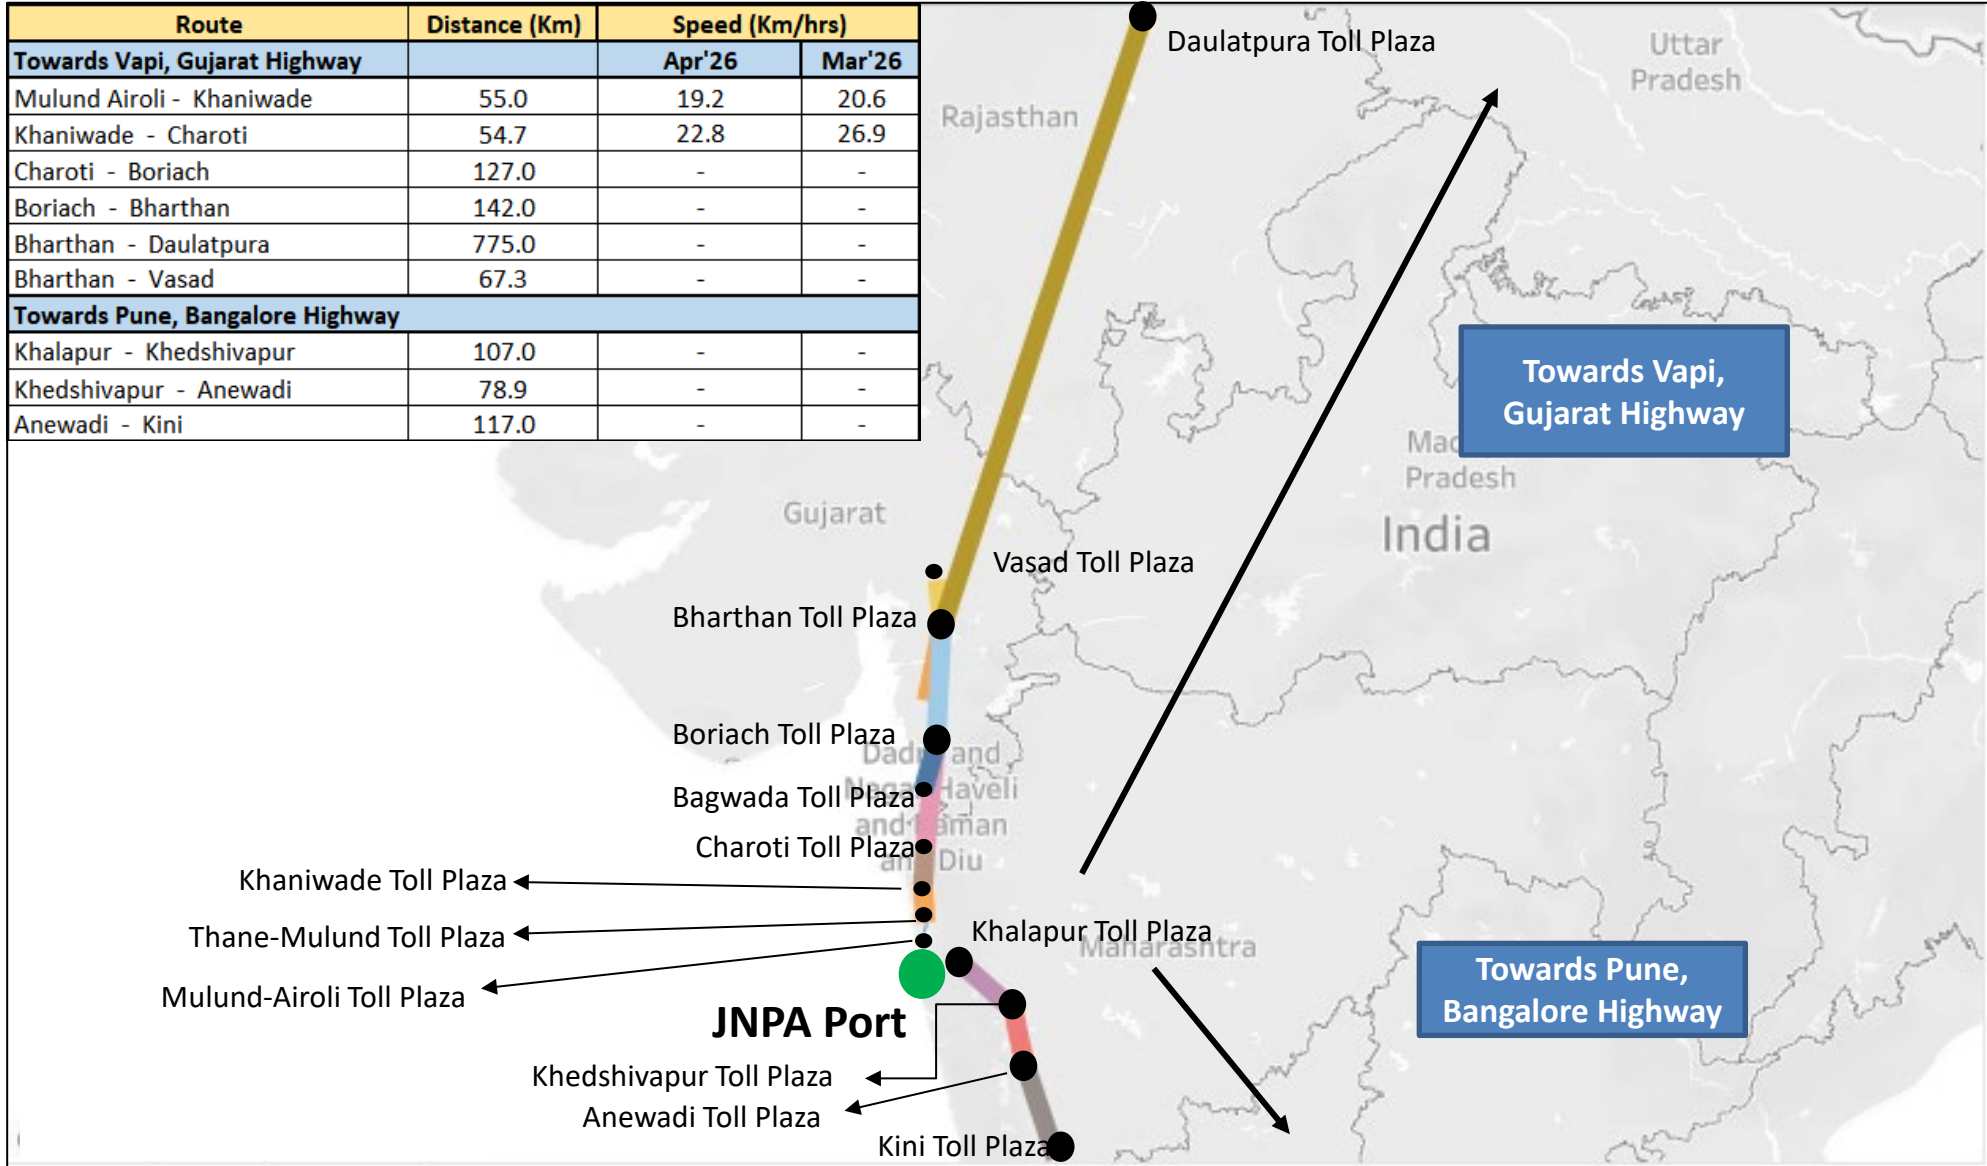 Route Distance (Km) Speed (Km/hrs)
Towards Vapi, Gujarat Highway Apr'26 Mar'26
Mulund Airoli - Khaniwade 55.0 19.2 20.6
Khaniwade - Charoti 54.7 22.8 26.9
Charoti - Boriach 127.0 - -
Boriach - Bharthan 142.0 - -
Bharthan - Daulatpura 775.0 - -
Bharthan - Vasad 67.3 - -
Towards Pune, Bangalore Highway
Khalapur - Khedshivapur 107.0 - -
Khedshivapur - Anewadi 78.9 - -
Anewadi - Kini 117.0 - -
Daulatpura Toll Plaza
Uttar
Pradesh
Rajasthan
Towards Vapi,
Gujarat Highway
Pradesh
Gujarat
India
Vasad Toll Plaza
Bharthan Toll Plaza
Boriach Toll Plaza
and
Haveli
and
Diu
Bagwada Toll Plaza
Charoti Toll Plaza
Khaniwade Toll Plaza
Thane-Mulund Toll Plaza
Mulund-Airoli Toll Plaza
Khalapur Toll Plaza
Maharashtra
JNPA Port
Towards Pune,
Bangalore Highway
Khedshivapur Toll Plaza
Anewadi Toll Plaza
Kini Toll Plaza